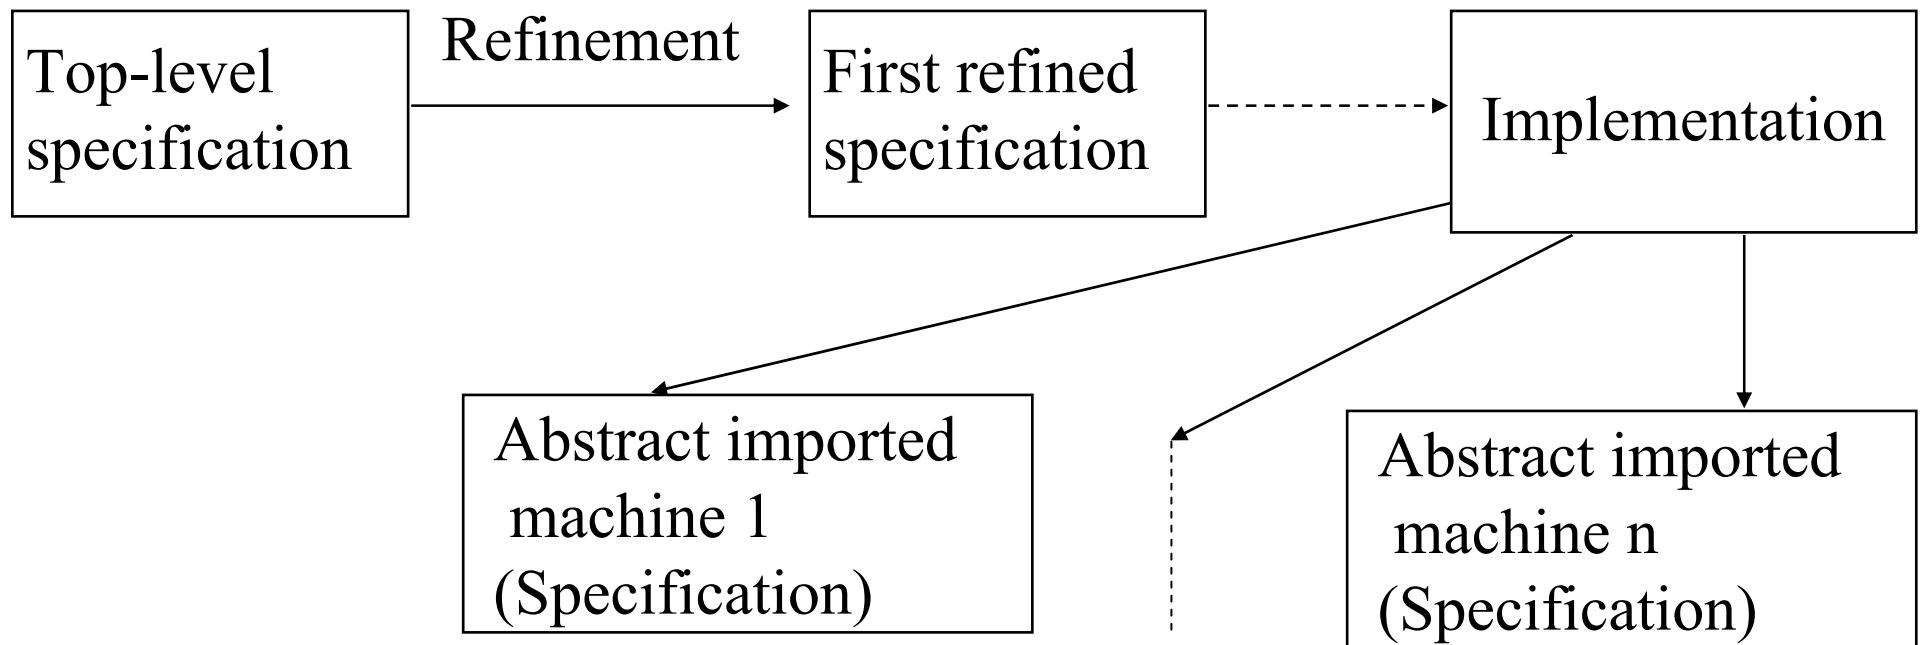 Top-level
specification
Refinement
First refined
specification
Implementation
Abstract imported
machine 1
(Specification)
Abstract imported
machine n
(Specification)